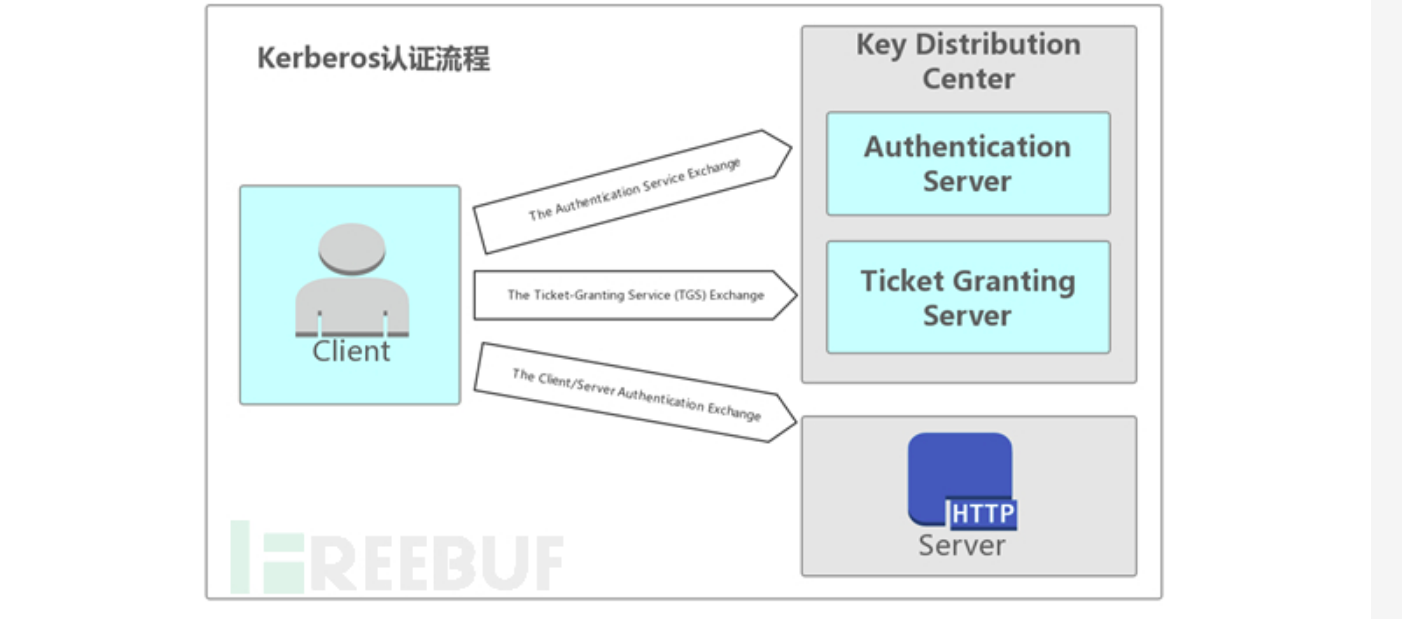 Kerberos认证流程
Key Distribution
Center
Authentication
Server
The Authentication Service Exchange
Ticket Granting
Server
The Ticket-Granting Service (TGS) Exchange
Client
The Client/Server Authentication Exchange
HTTP
Server
FREEBUF